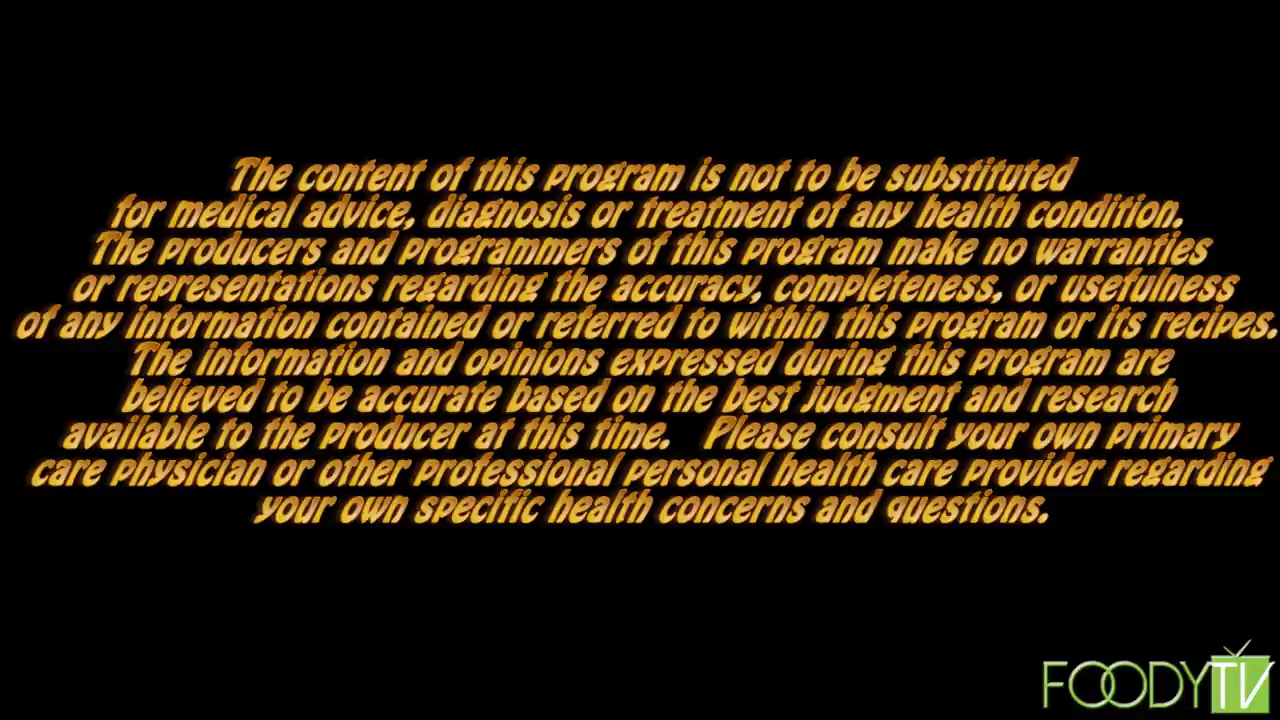 The content of this program is not to be substituted
for medical advice, diagnosis or treatment of any health condition.
The producers and programmers of this program make no warranties
or representations regarding the accuracy, completeness, or usefulness
of any information contained or referred to within this program or its recipes.
The information and opinions expressed during this program are
believed to be accurate based on the best judgment and research
available to the producer at this time.   Please consult your own primary
care physician or other professional personal health care provider regarding
your own specific health concerns and questions.
FOODYTV